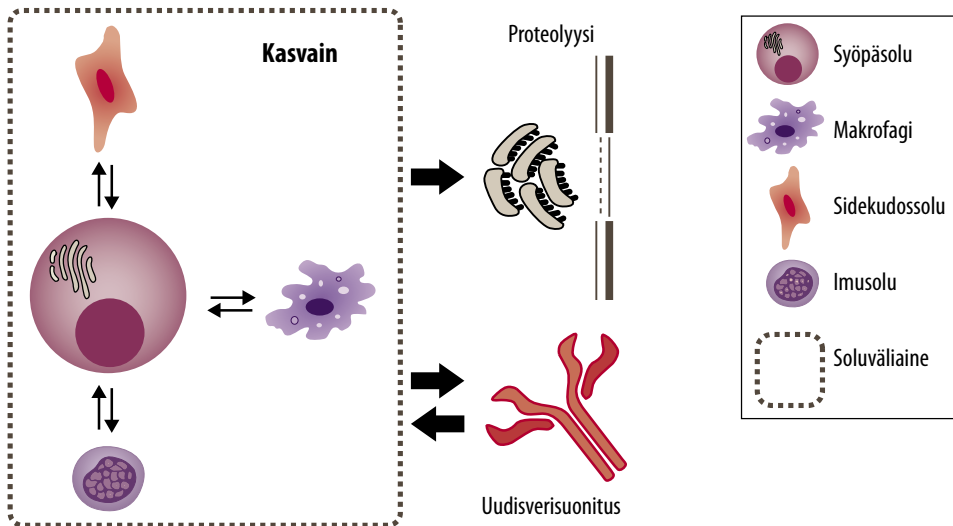 Kasvain
Proteolyysi
Uudisverisuonitus
Syöpäsolu
Makrofagi
Sidekudossolu
Imusolu
Soluväliaine